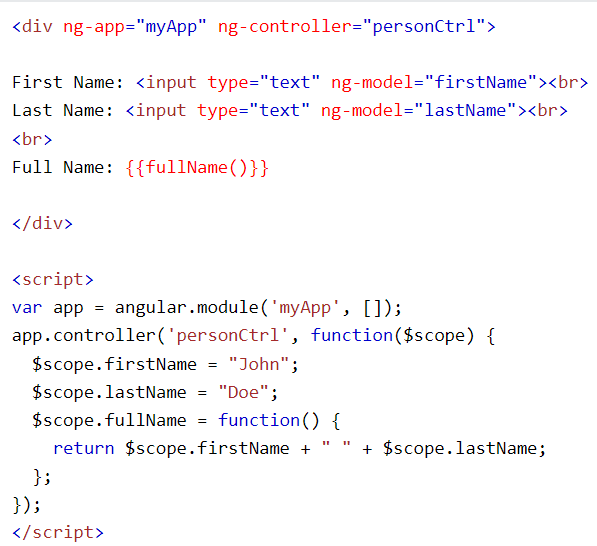 <div ng-app="myApp" ng-controller="personCtrl">
First Name: <input type="text" ng-model="firstName"><br>
Last Name: <input type="text" ng-model="lastName"><br>
<br>
Full Name: {{fullName()}}
</div>
<script>
var app = angular.module('myApp', []);
app.controller('personCtrl', function($scope) {
  $scope.firstName = "John";
  $scope.lastName = "Doe";
  $scope.fullName = function() {
    return $scope.firstName + " " + $scope.lastName;
  };
});
</script>